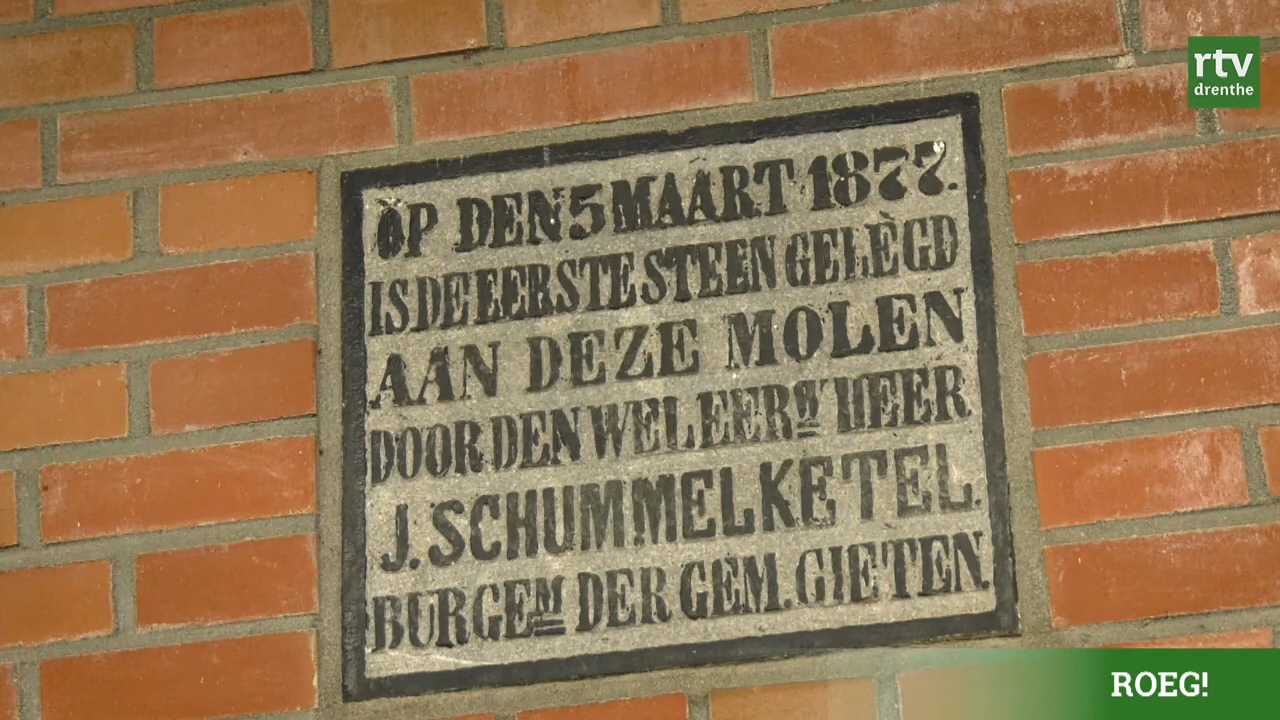 rtv
drenthe
OP DEN 5 MAART 1877.
IS DE EERSTE STEEN GELEGD
AAN DEZE MOLEN
DOOR DEN WELEERW HEER
J. SCHUMMELKETEL.
BURGEM DER GEM. GIETEN.
ROEG!